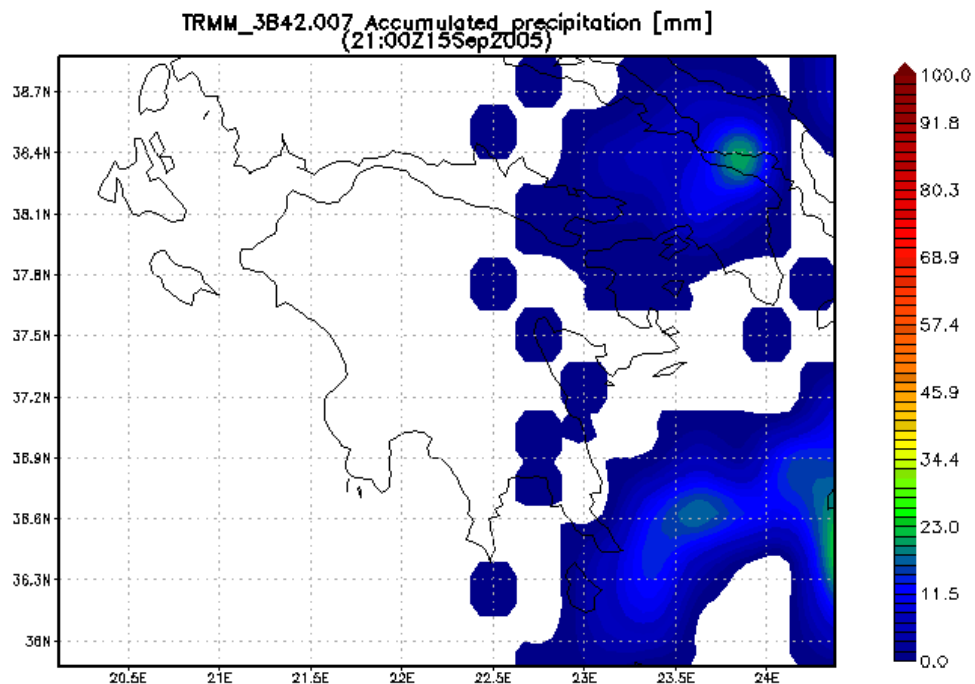 TRMM_3B42.007 Accumulated_precipitation [mm]
(21:00Z15Sep2005)
38.7N
38.4N
38.1N
37.8N
37.5N
37.2N
36.9N
36.6N
36.3N
36N
20.5E
21E
21.5E
22E
22.5E
23E
23.5E
24E
100.0
91.8
80.3
68.9
57.4
45.9
34.4
23.0
11.5
0.0